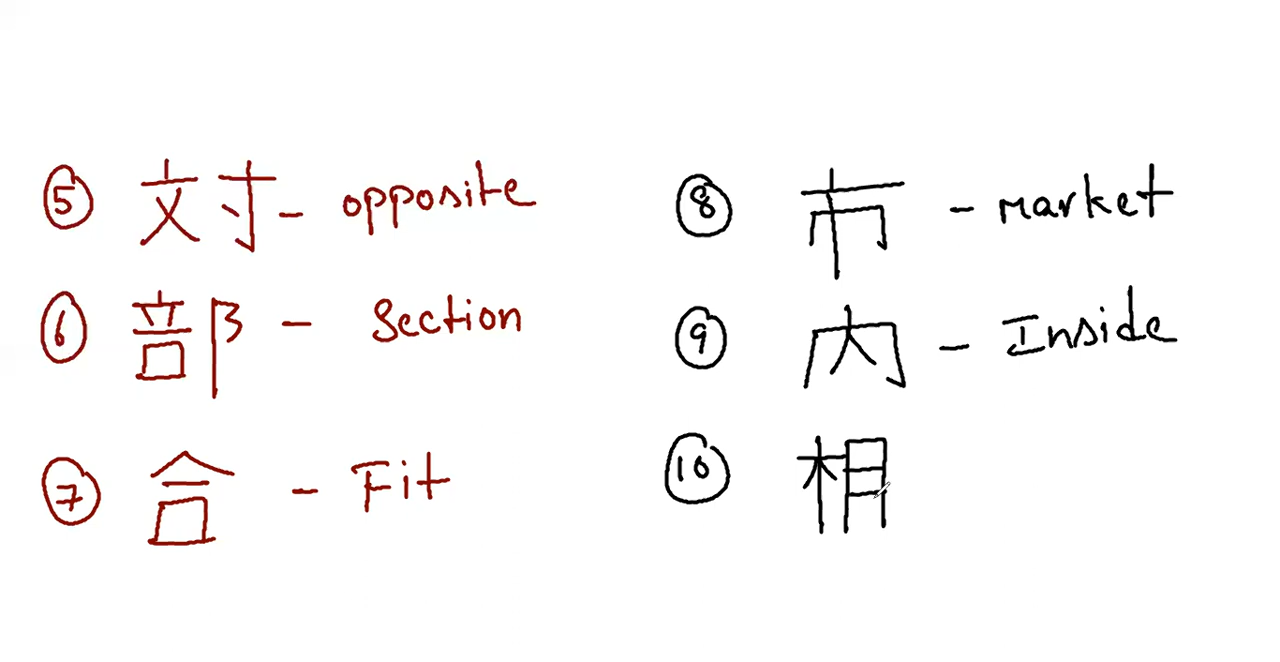 ⑤ 対 - opposite
⑥ 部 - Section
⑦ 合 - Fit
⑧ 市 - market
⑨ 内 - Inside
⑩ 相